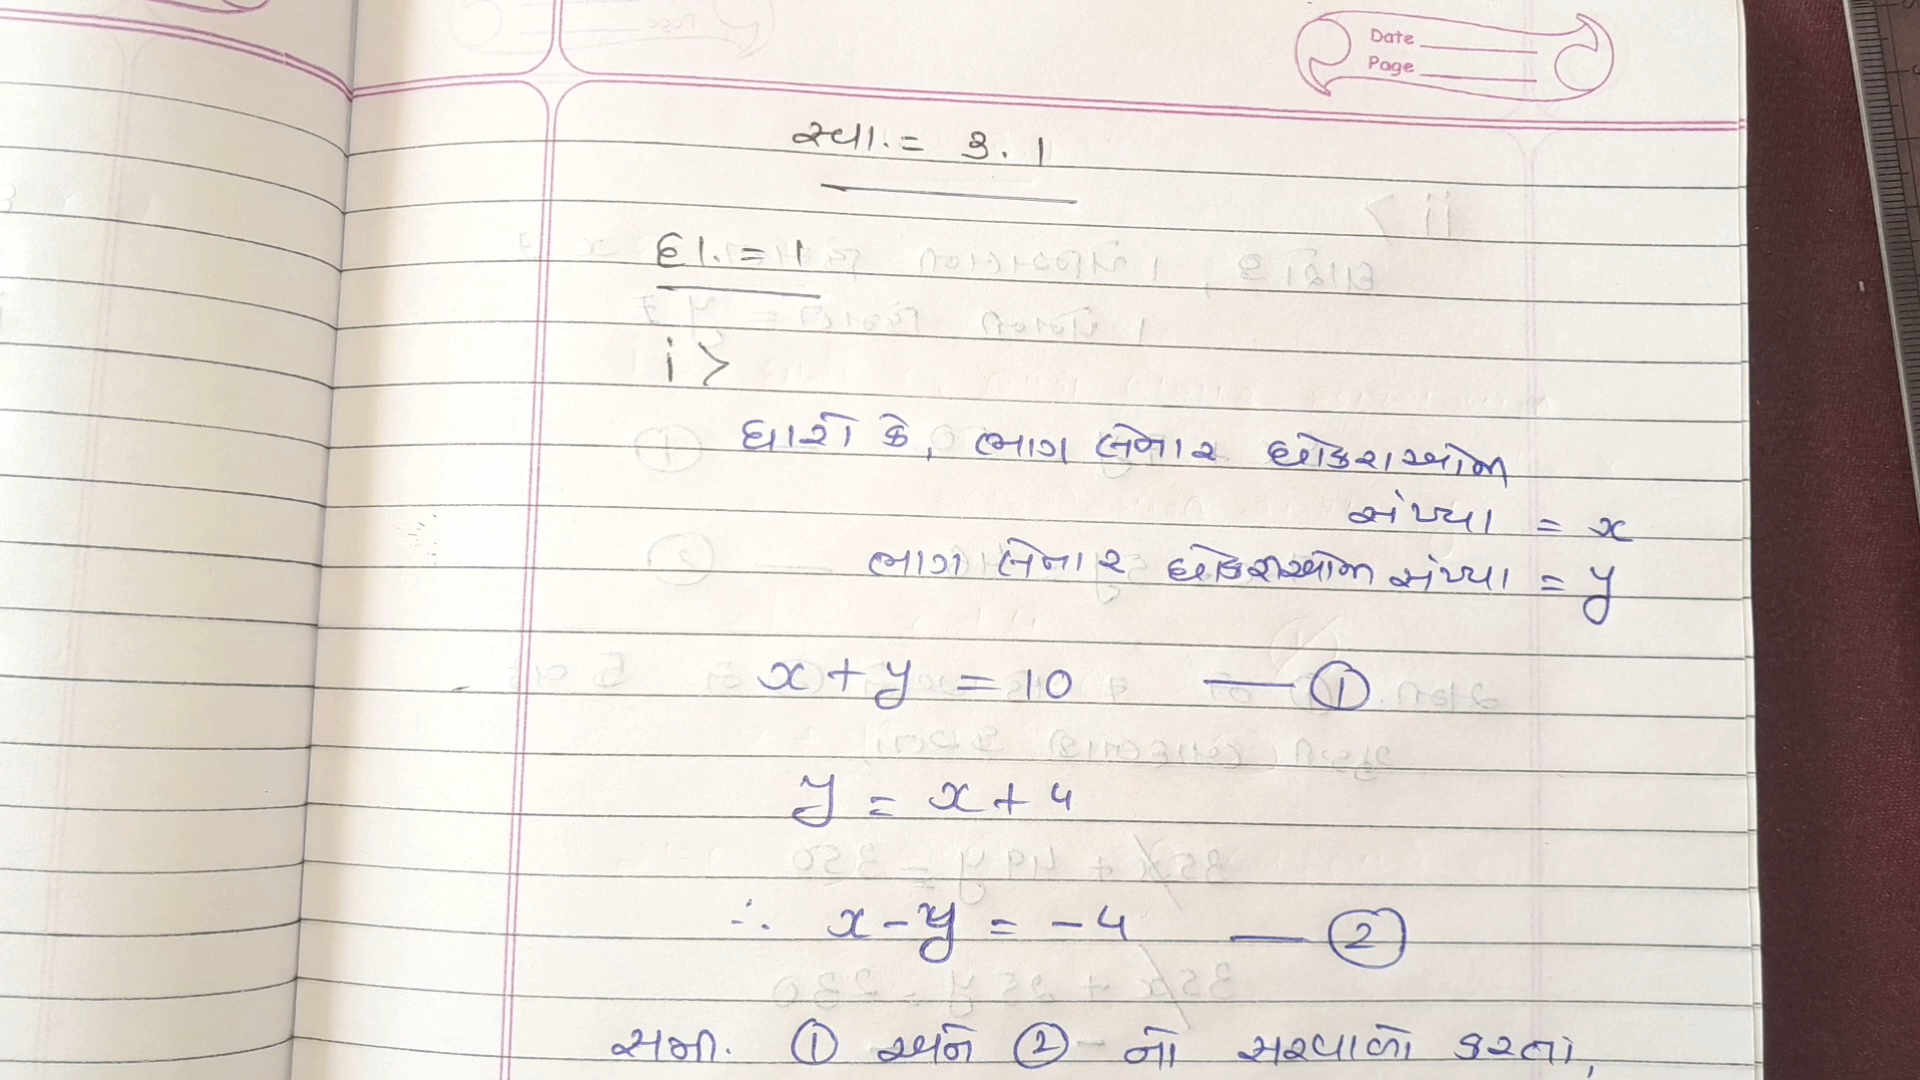 Date
Page
સ્વા. = ૩.1
દા. = 1
i >
ધારો કે, ભાગ લેનાર છોકરાઓની
સંખ્યા = x
ભાગ લેનાર છોકરીઓની સંખ્યા = y
x + y = 10 — ①
y = x + 4
∴ x - y = - 4 — ②
સમી. ① અને ② નો સરવાળો કરતાં,